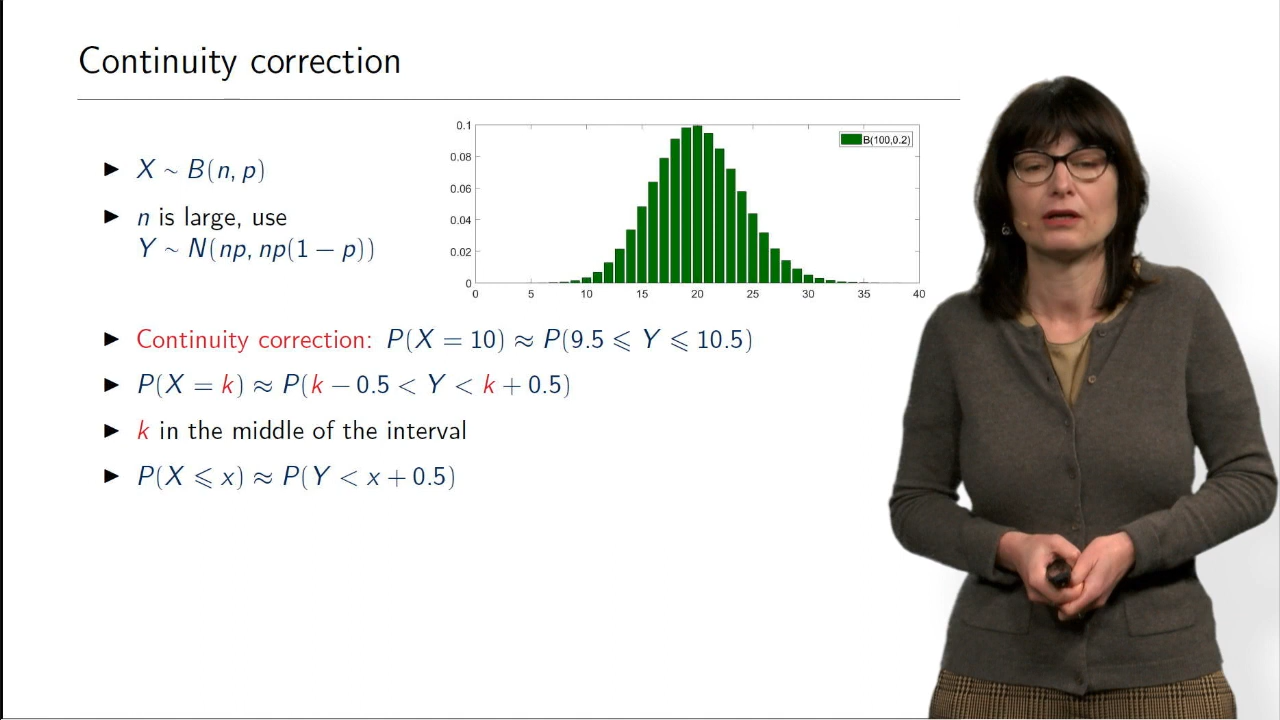 Continuity correction
► X ~ B(n, p)
► n is large, use
Y ~ N(np, np(1 − p))
0.1
0.08
0.06
0.04
0.02
0
B(100,0.2)
0 5 10 15 20 25 30 35 40
► Continuity correction: P(X = 10) ≈ P(9.5 ⩽ Y ⩽ 10.5)
► P(X = k) ≈ P(k − 0.5 < Y < k + 0.5)
► k in the middle of the interval
► P(X ⩽ x) ≈ P(Y < x + 0.5)